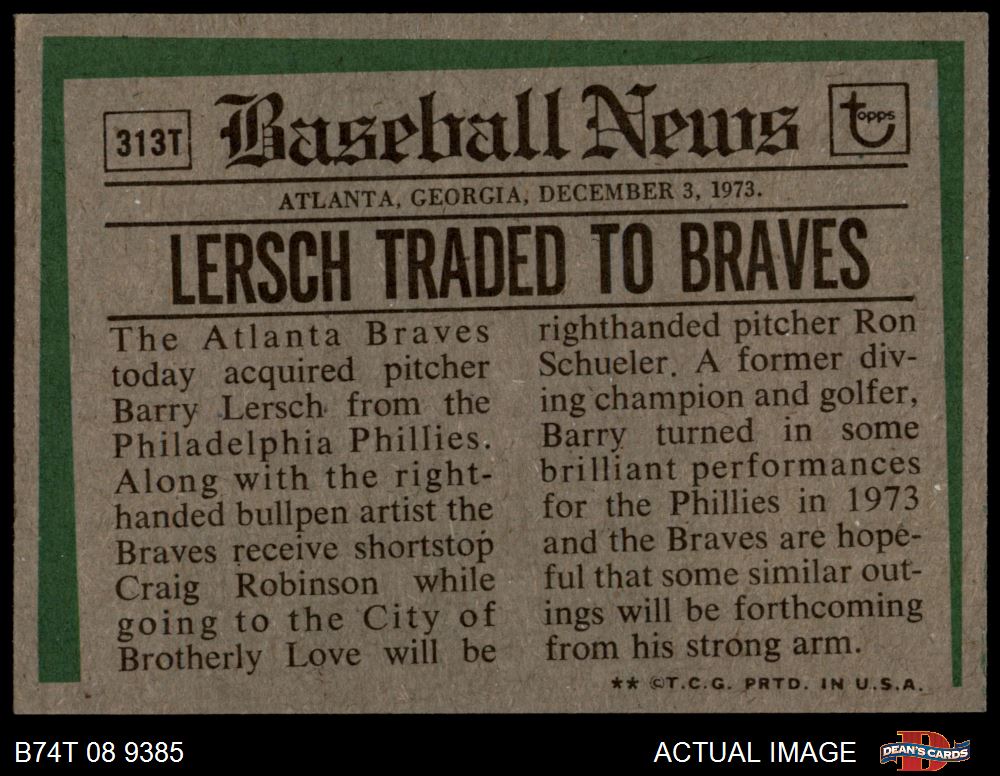 313T
Baseball News
topps
ATLANTA, GEORGIA, DECEMBER 3, 1973.
LERSCH TRADED TO BRAVES
The Atlanta Braves
today acquired pitcher
Barry Lersch from the
Philadelphia Phillies.
Along with the right-
handed bullpen artist the
Braves receive shortstop
Craig Robinson while
going to the City of
Brotherly Love will be
righthanded pitcher Ron
Schueler. A former div-
ing champion and golfer,
Barry turned in some
brilliant performances
for the Phillies in 1973
and the Braves are hope-
ful that some similar out-
ings will be forthcoming
from his strong arm.
** ©T.C.G. PRTD. IN U.S.A.
B74T 08 9385
ACTUAL IMAGE
DEAN'S CARDS